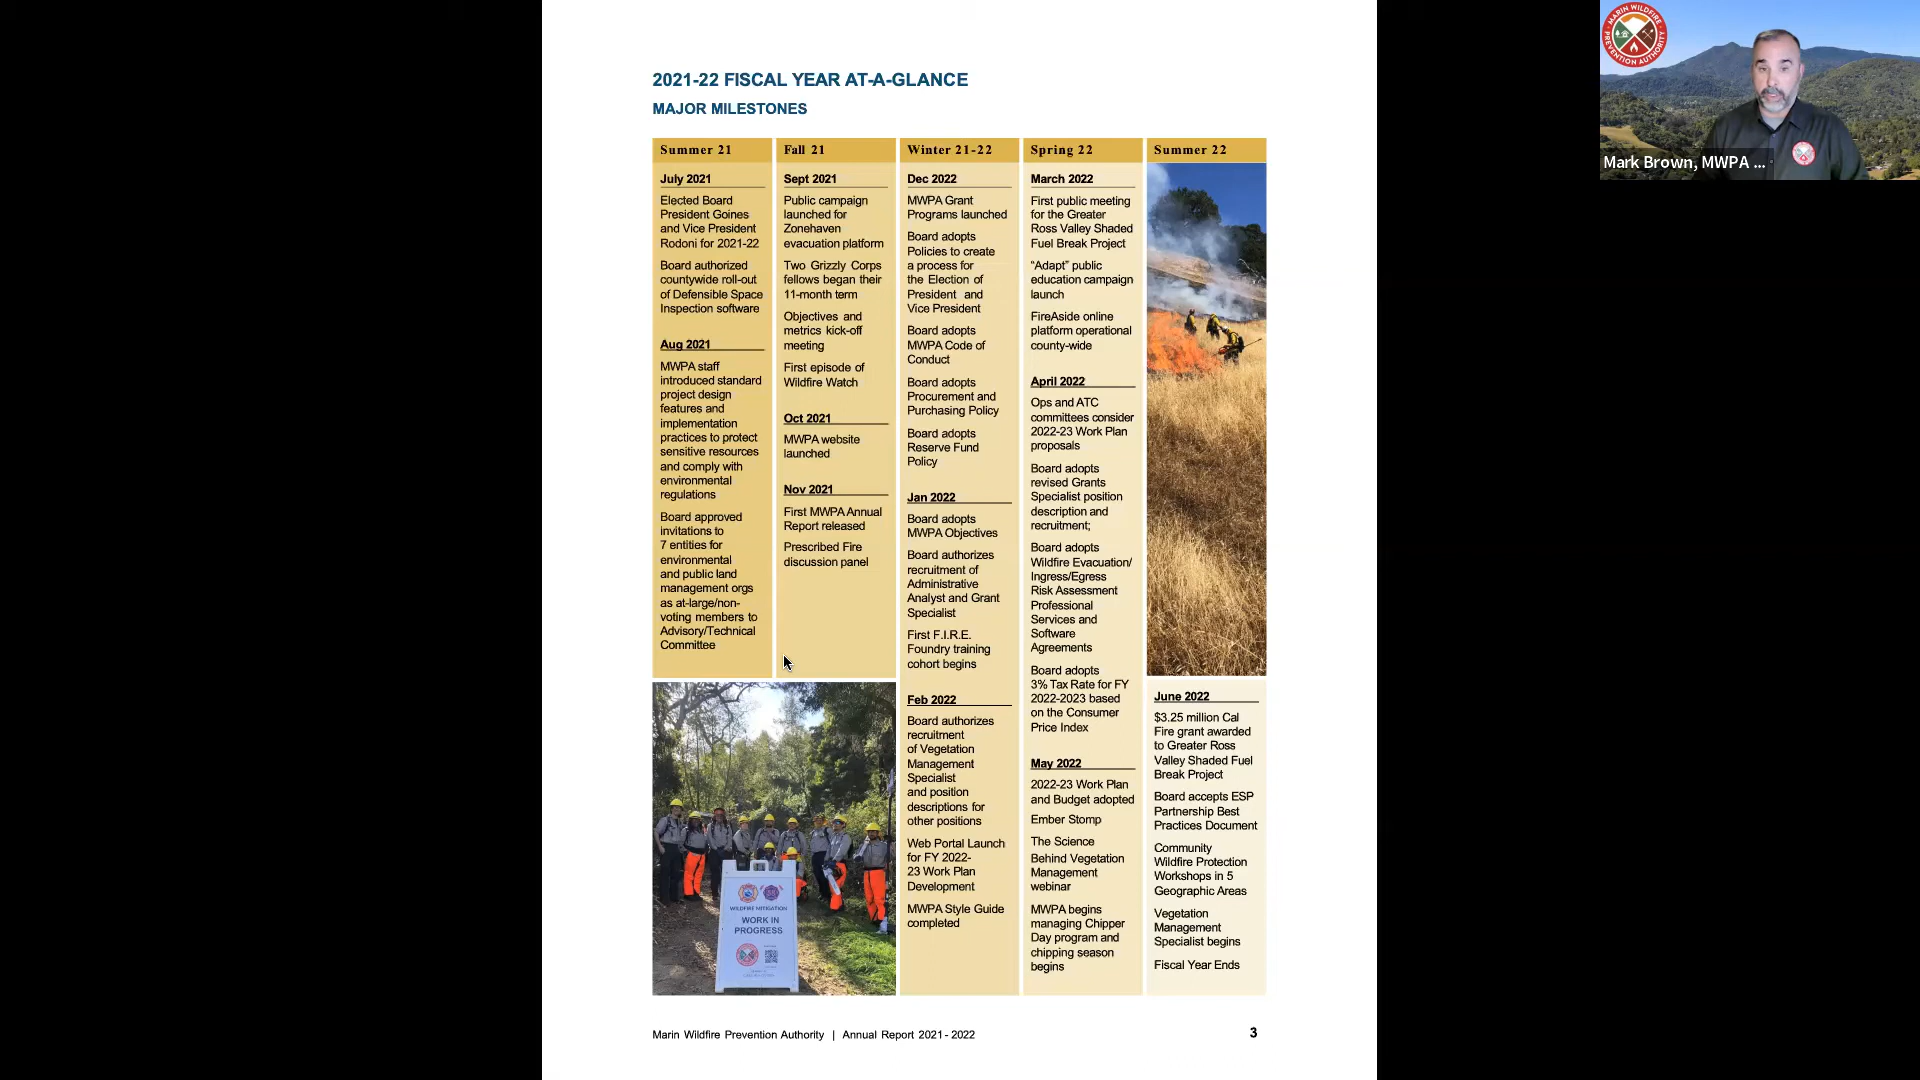 2021-22 FISCAL YEAR AT-A-GLANCE
MAJOR MILESTONES
Summer 21
July 2021
Elected Board
President Goines
and Vice President
Rodoni for 2021-22
Board authorized
countywide roll-out
of Defensible Space
Inspection software
Aug 2021
MWPA staff
introduced standard
project design
features and
implementation
practices to protect
sensitive resources
and comply with
environmental
regulations
Board approved
invitations to
7 entities for
environmental
and public land
management orgs
as at-large/non-
voting members to
Advisory/Technical
Committee
Fall 21
Sept 2021
Public campaign
launched for
Zonehaven
evacuation platform
Two Grizzly Corps
fellows began their
11-month term
Objectives and
metrics kick-off
meeting
First episode of
Wildfire Watch
Oct 2021
MWPA website
launched
Nov 2021
First MWPA Annual
Report released
Prescribed Fire
discussion panel
Winter 21-22
Dec 2022
MWPA Grant
Programs launched
Board adopts
Policies to create
a process for
the Election of
President and
Vice President
Board adopts
MWPA Code of
Conduct
Board adopts
Procurement and
Purchasing Policy
Board adopts
Reserve Fund
Policy
Jan 2022
Board adopts
MWPA Objectives
Board authorizes
recruitment of
Administrative
Analyst and Grant
Specialist
First F.I.R.E.
Foundry training
cohort begins
Feb 2022
Board authorizes
recruitment
of Vegetation
Management
Specialist
and position
descriptions for
other positions
Web Portal Launch
for FY 2022-
23 Work Plan
Development
MWPA Style Guide
completed
Spring 22
March 2022
First public meeting
for the Greater
Ross Valley Shaded
Fuel Break Project
“Adapt” public
education campaign
launch
FireAside online
platform operational
county-wide
April 2022
Ops and ATC
committees consider
2022-23 Work Plan
proposals
Board adopts
revised Grants
Specialist position
description and
recruitment;
Board adopts
Wildfire Evacuation/
Ingress/Egress
Risk Assessment
Professional
Services and
Software
Agreements
Board adopts
3% Tax Rate for FY
2022-2023 based
on the Consumer
Price Index
May 2022
2022-23 Work Plan
and Budget adopted
Ember Stomp
The Science
Behind Vegetation
Management
webinar
MWPA begins
managing Chipper
Day program and
chipping season
begins
Summer 22
June 2022
$3.25 million Cal
Fire grant awarded
to Greater Ross
Valley Shaded Fuel
Break Project
Board accepts ESP
Partnership Best
Practices Document
Community
Wildfire Protection
Workshops in 5
Geographic Areas
Vegetation
Management
Specialist begins
Fiscal Year Ends
WILDFIRE MITIGATION
WORK IN
PROGRESS
Marin Wildfire Prevention Authority | Annual Report 2021 - 2022
3
MARIN WILDFIRE
PREVENTION AUTHORITY
Mark Brown, MWPA ...